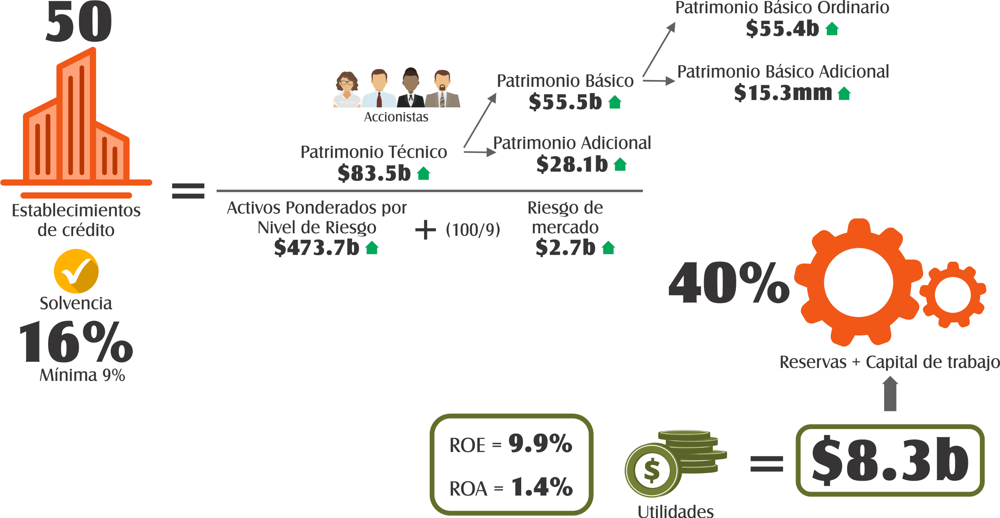 50
Establecimientos
de crédito
Solvencia
16%
Mínima 9%
=
Accionistas
Patrimonio Técnico
$83.5b
Patrimonio Básico
$55.5b
Patrimonio Adicional
$28.1b
Patrimonio Básico Ordinario
$55.4b
Patrimonio Básico Adicional
$15.3mm
Activos Ponderados por
Nivel de Riesgo
$473.7b
+ (100/9)
Riesgo de
mercado
$2.7b
40%
Reservas + Capital de trabajo
ROE = 9.9%
ROA = 1.4%
$
Utilidades
=
$8.3b